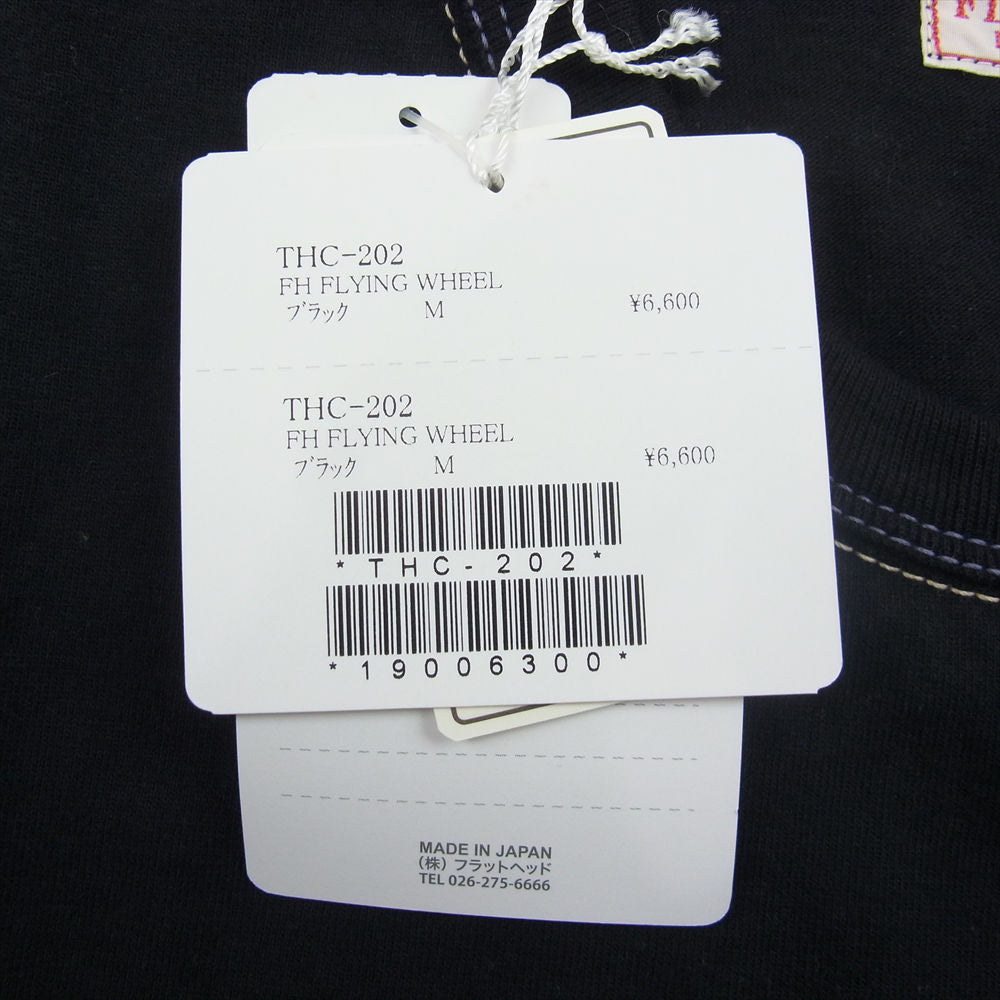 THC-202
FH FLYING WHEEL
ブラック M ¥6,600
THC-202
FH FLYING WHEEL
ブラック M ¥6,600
*THC-202*
*19006300*
MADE IN JAPAN
(株)フラットヘッド
TEL 026-275-6666